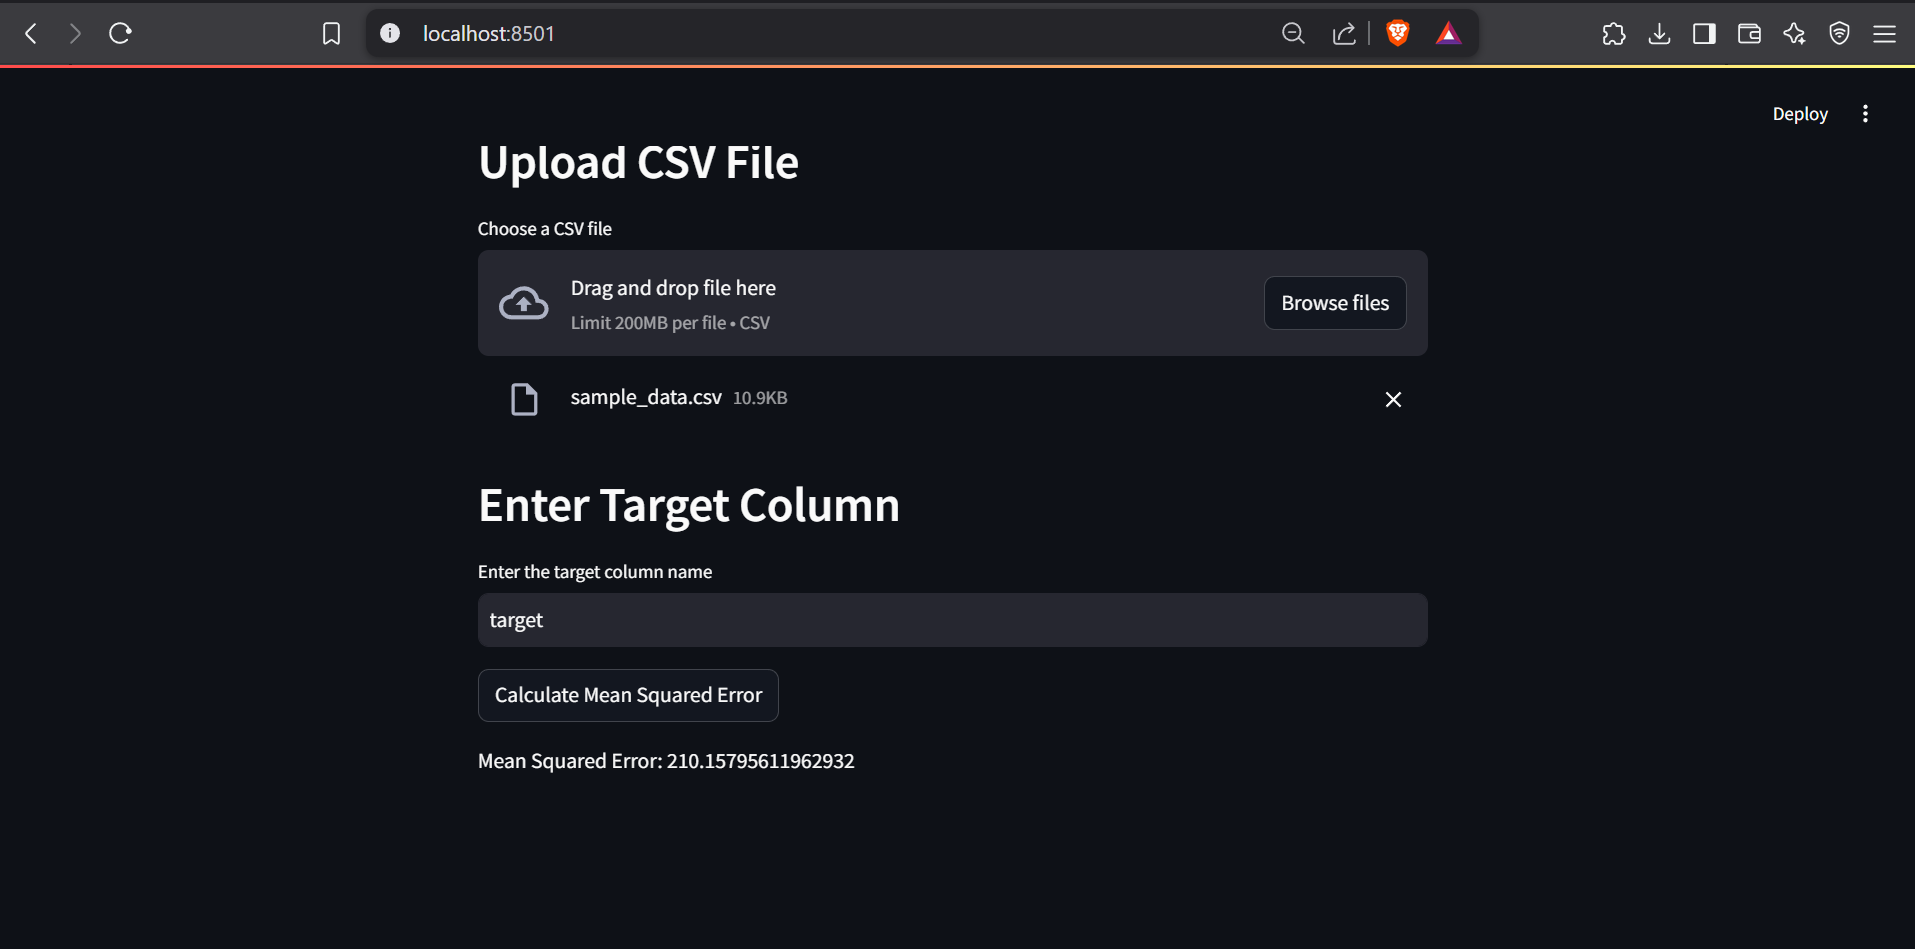 localhost:8501
Deploy
Upload CSV File
Choose a CSV file
Drag and drop file here
Limit 200MB per file • CSV
Browse files
sample_data.csv 10.9KB
Enter Target Column
Enter the target column name
target
Calculate Mean Squared Error
Mean Squared Error: 210.15795611962932